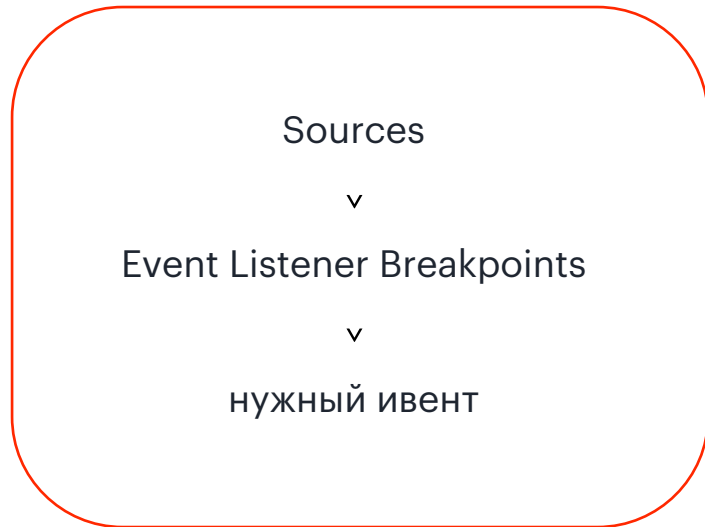 Sources
Event Listener Breakpoints
нужный ивент